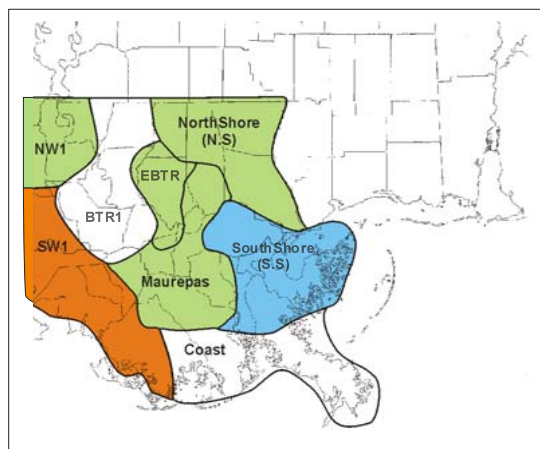 NorthShore
(N.S)
NW1
EBTR
BTR1
SW1
SouthShore
(S.S)
Maurepas
Coast